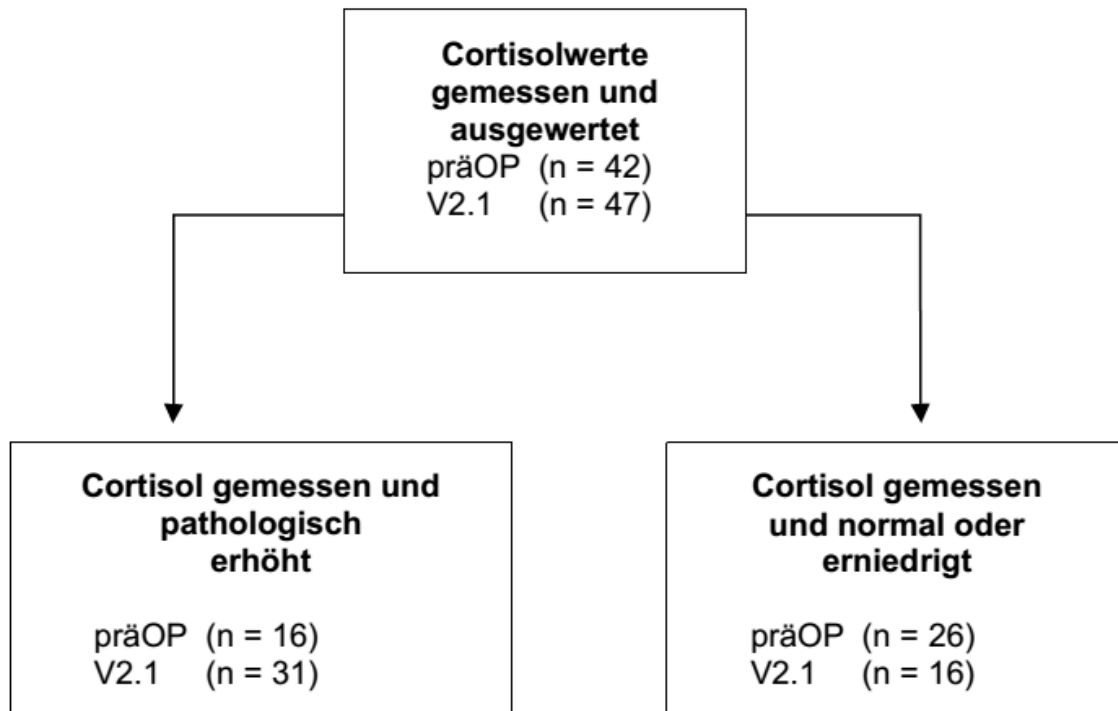 Cortisolwerte
gemessen und
ausgewertet
präOP (n = 42)
V2.1 (n = 47)
Cortisol gemessen und
pathologisch
erhöht
präOP (n = 16)
V2.1 (n = 31)
Cortisol gemessen
und normal oder
erniedrigt
präOP (n = 26)
V2.1 (n = 16)